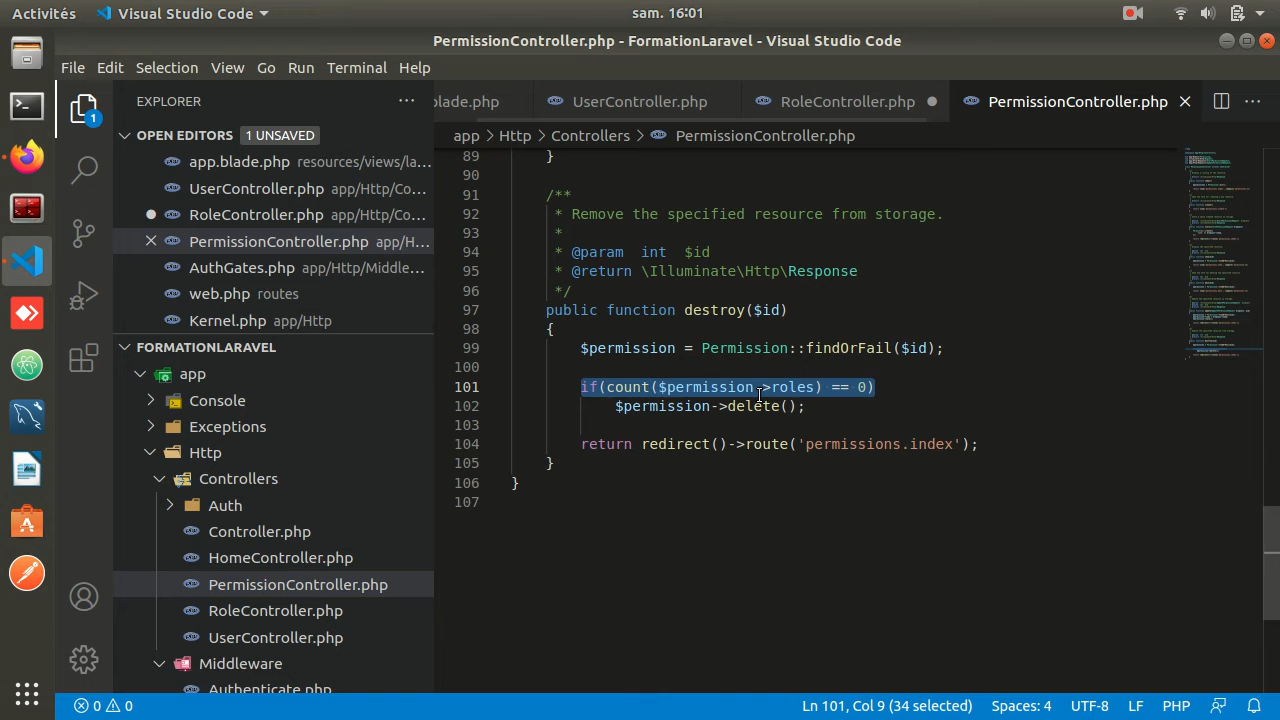 Activités
Visual Studio Code
sam. 16:01
PermissionController.php - FormationLaravel - Visual Studio Code
File Edit Selection View Go Run Terminal Help
EXPLORER
OPEN EDITORS 1 UNSAVED
app.blade.php resources/views/la...
UserController.php app/Http/Co...
RoleController.php app/Http/Co...
PermissionController.php app/H...
AuthGates.php app/Http/Middle...
web.php routes
Kernel.php app/Http
FORMATIONLARAVEL
app
Console
Exceptions
Http
Controllers
Auth
Controller.php
HomeController.php
PermissionController.php
RoleController.php
UserController.php
Middleware
Authenticate.php
1
blade.php UserController.php RoleController.php PermissionController.php
app > Http > Controllers > PermissionController.php
89 }
90
91 /**
92 * Remove the specified resource from storage.
93 *
94 * @param int $id
95 * @return \Illuminate\Http\Response
96 */
97 public function destroy($id)
98 {
99 $permission = Permission::findOrFail($id);
100
101 if(count($permission->roles) == 0)
102 $permission->delete();
103
104 return redirect()->route('permissions.index');
105 }
106 }
107
0 0 Ln 101, Col 9 (34 selected) Spaces: 4 UTF-8 LF PHP